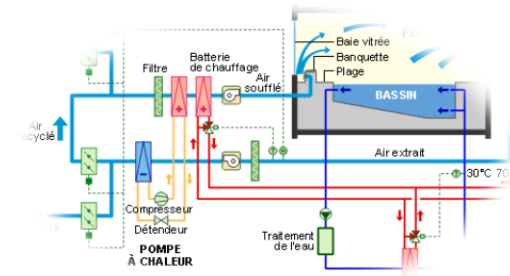 Baie vitrée
Banquette
Plage
Batterie
de chauffage
Filtre
Air
soufflé
BASSIN
Air
Air extrait
30°C 70
Compresseur
Détendeur
POMPE
À CHALEUR
Traitement
de l'eau
T
H
T